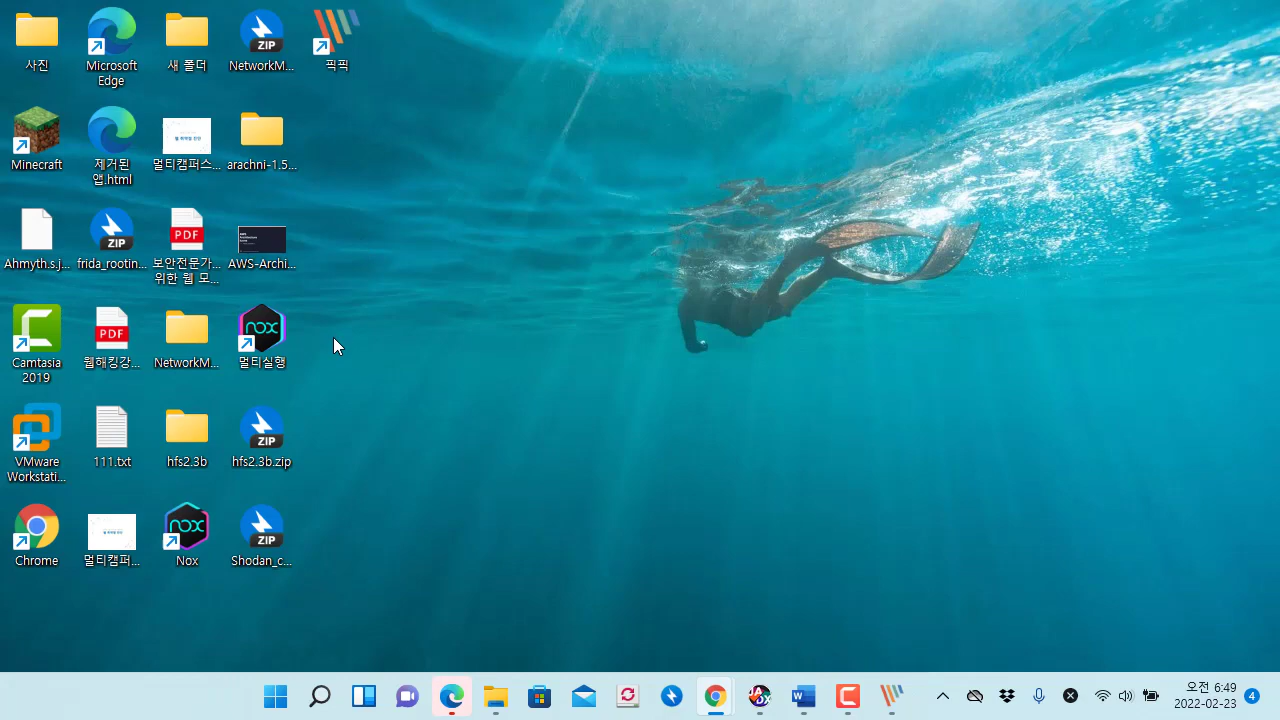 사진
Microsoft
Edge
새 폴더
ZIP
NetworkM...
픽픽
Minecraft
제거된
앱.html
멀티캠퍼스...
arachni-1.5...
Ahmyth.s.j...
ZIP
frida_rootin...
PDF
보안전문가...
위한 웹 모...
AWS-Archi...
Camtasia
2019
PDF
웹해킹강...
NetworkM...
nox
멀티실행
VMware
Workstati...
111.txt
hfs2.3b
ZIP
hfs2.3b.zip
Chrome
멀티캠퍼...
nox
Nox
ZIP
Shodan_c...
오전 6:49
2022-02-23
4